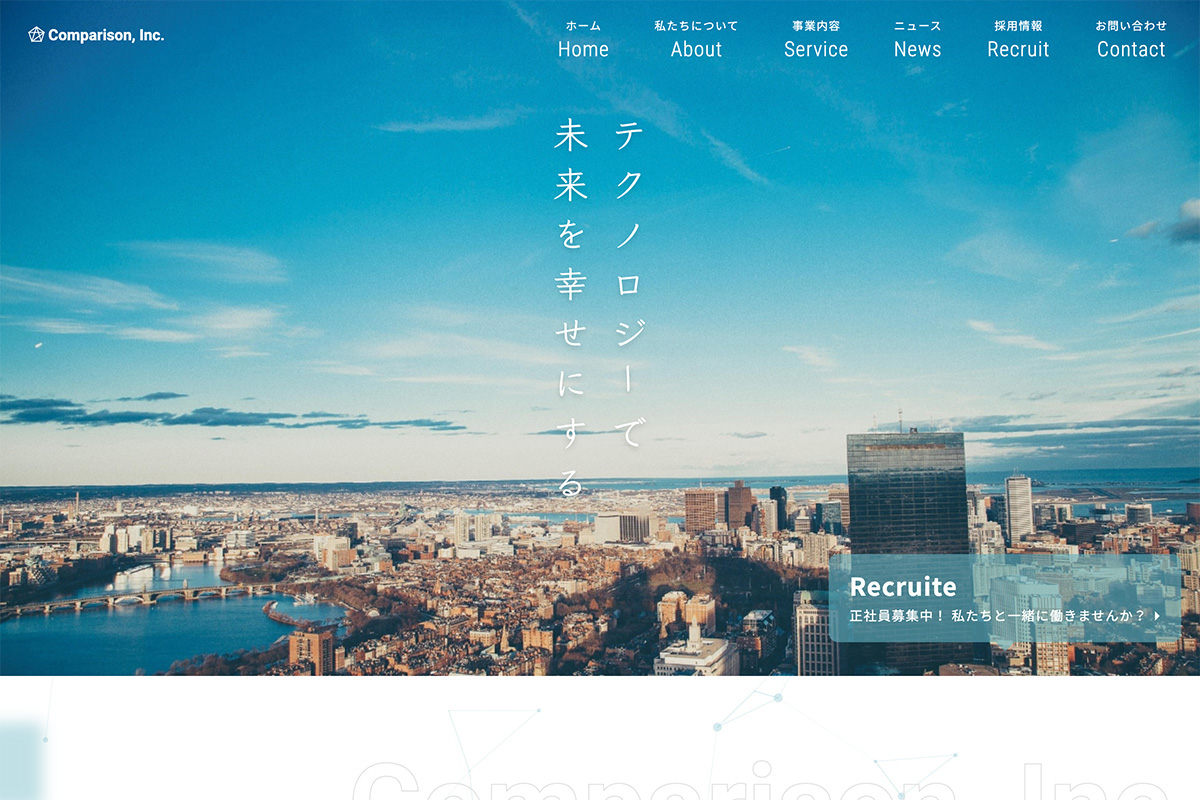 Comparison, Inc.
ホーム
Home
私たちについて
About
事業内容
Service
ニュース
News
採用情報
Recruit
お問い合わせ
Contact
テクノロジーで
未来を幸せにする
Recruite
正社員募集中！ 私たちと一緒に働きませんか？
Comparison, Inc.